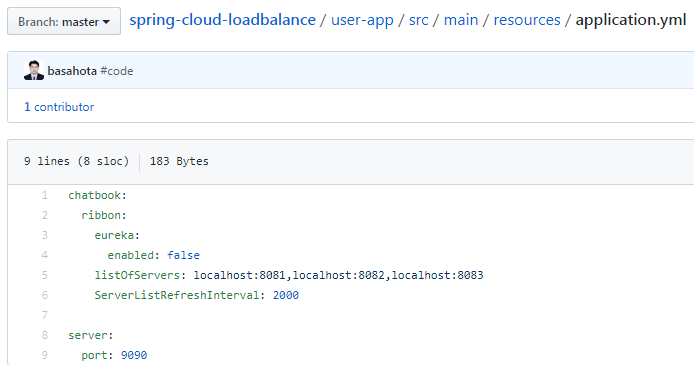 Branch: master spring-cloud-loadbalance / user-app / src / main / resources / application.yml
basahota #code
1 contributor
9 lines (8 sloc) 183 Bytes
1 chatbook:
2   ribbon:
3     eureka:
4       enabled: false
5     listOfServers: localhost:8081,localhost:8082,localhost:8083
6     ServerListRefreshInterval: 2000
7
8 server:
9   port: 9090